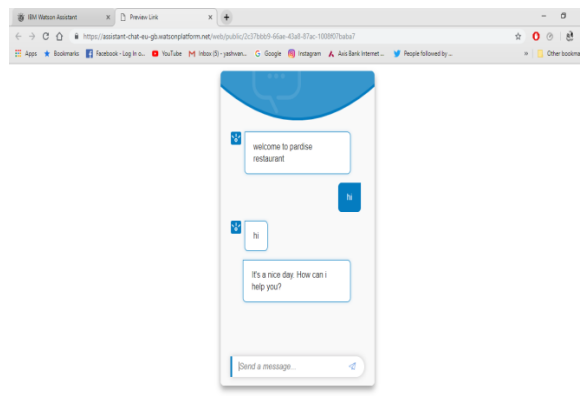 IBM Watson Assistant
Preview Link
https://assistant-chat-eu-gb.watsonplatform.net/web/public/2c37bbb9-66ae-43a8-87ac-1008f07baba7
Apps Bookmarks Facebook - Log In o... YouTube Inbox (5) - yashwan... Google Instagram Axis Bank Internet ... People followed by ... » Other bookma
welcome to pardise
restaurant
hi
hi
It's a nice day. How can i
help you?
Send a message...